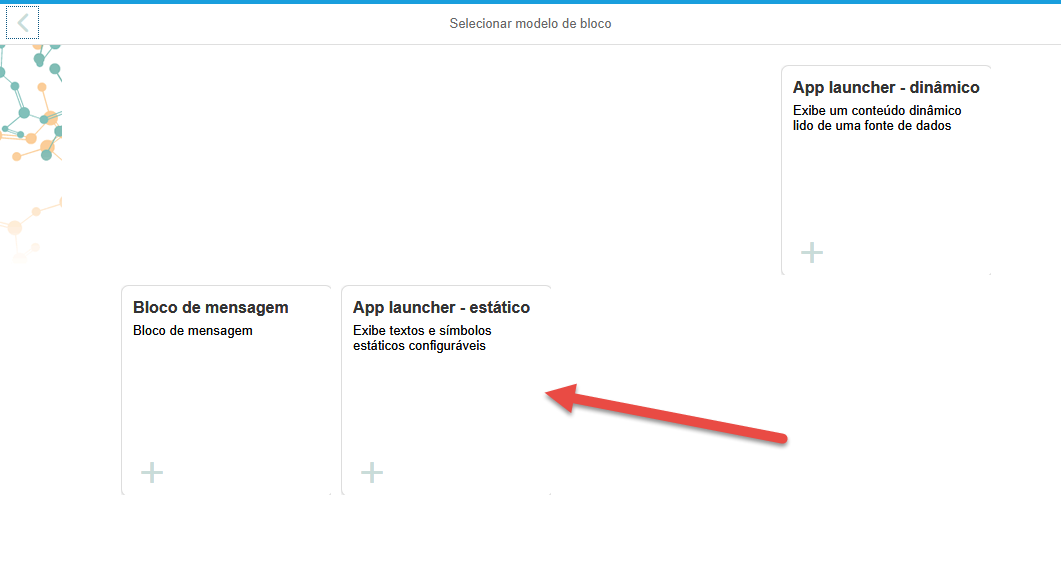 Selecionar modelo de bloco
App launcher - dinâmico
Exibe um conteúdo dinâmico
lido de uma fonte de dados
Bloco de mensagem
Bloco de mensagem
App launcher - estático
Exibe textos e símbolos
estáticos configuráveis